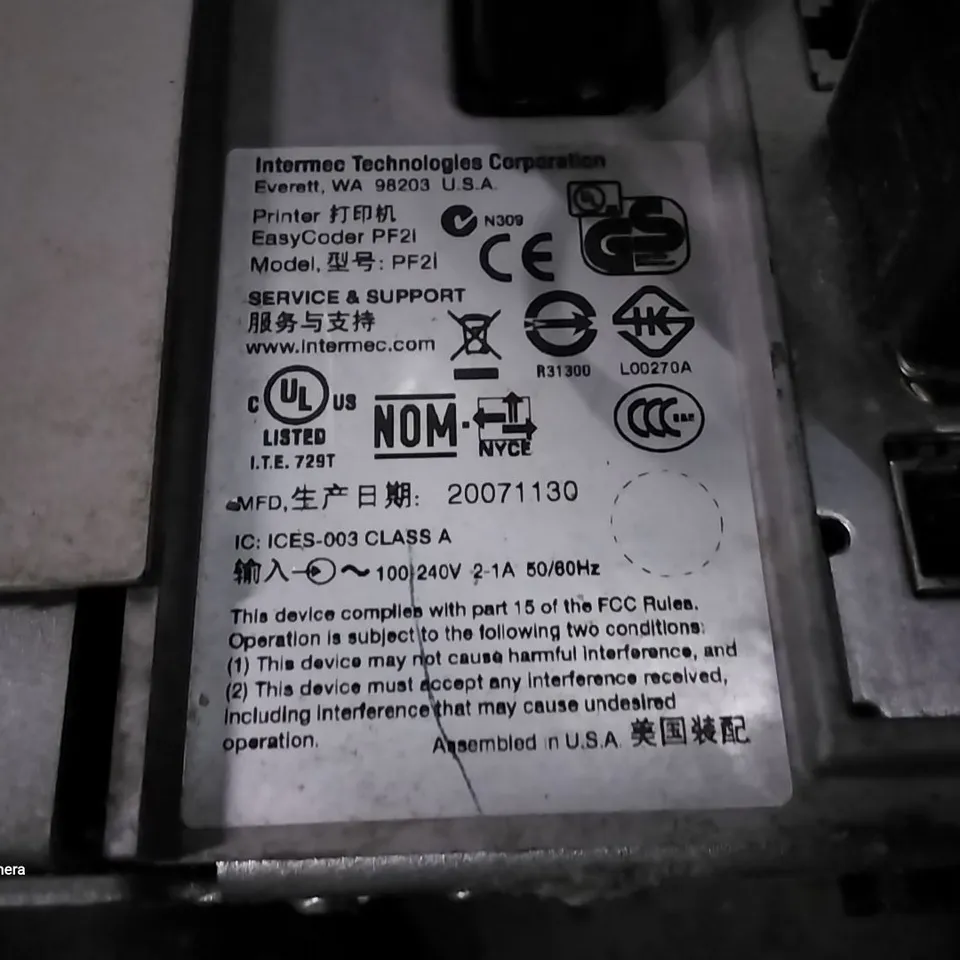 Intermec Technologies Corporation
Everett, WA 98203 U.S.A.
Printer 打印机
EasyCoder PF2i
Model, 型号: PF2i
N309
CE
UL
GS
SERVICE & SUPPORT
服务与支持
www.intermec.com
R31300
L00270A
C UL US
LISTED
I.T.E. 729T
NOM-
NYCE
CCC S&E
MFD, 生产日期: 20071130
IC: ICES-003 CLASS A
输入 ~ 100-240V 2-1A 50/60Hz
This device complies with part 15 of the FCC Rules.
Operation is subject to the following two conditions:
(1) This device may not cause harmful interference, and
(2) This device must accept any interference received,
including interference that may cause undesired
operation.
Assembled in U.S.A. 美国装配
mera